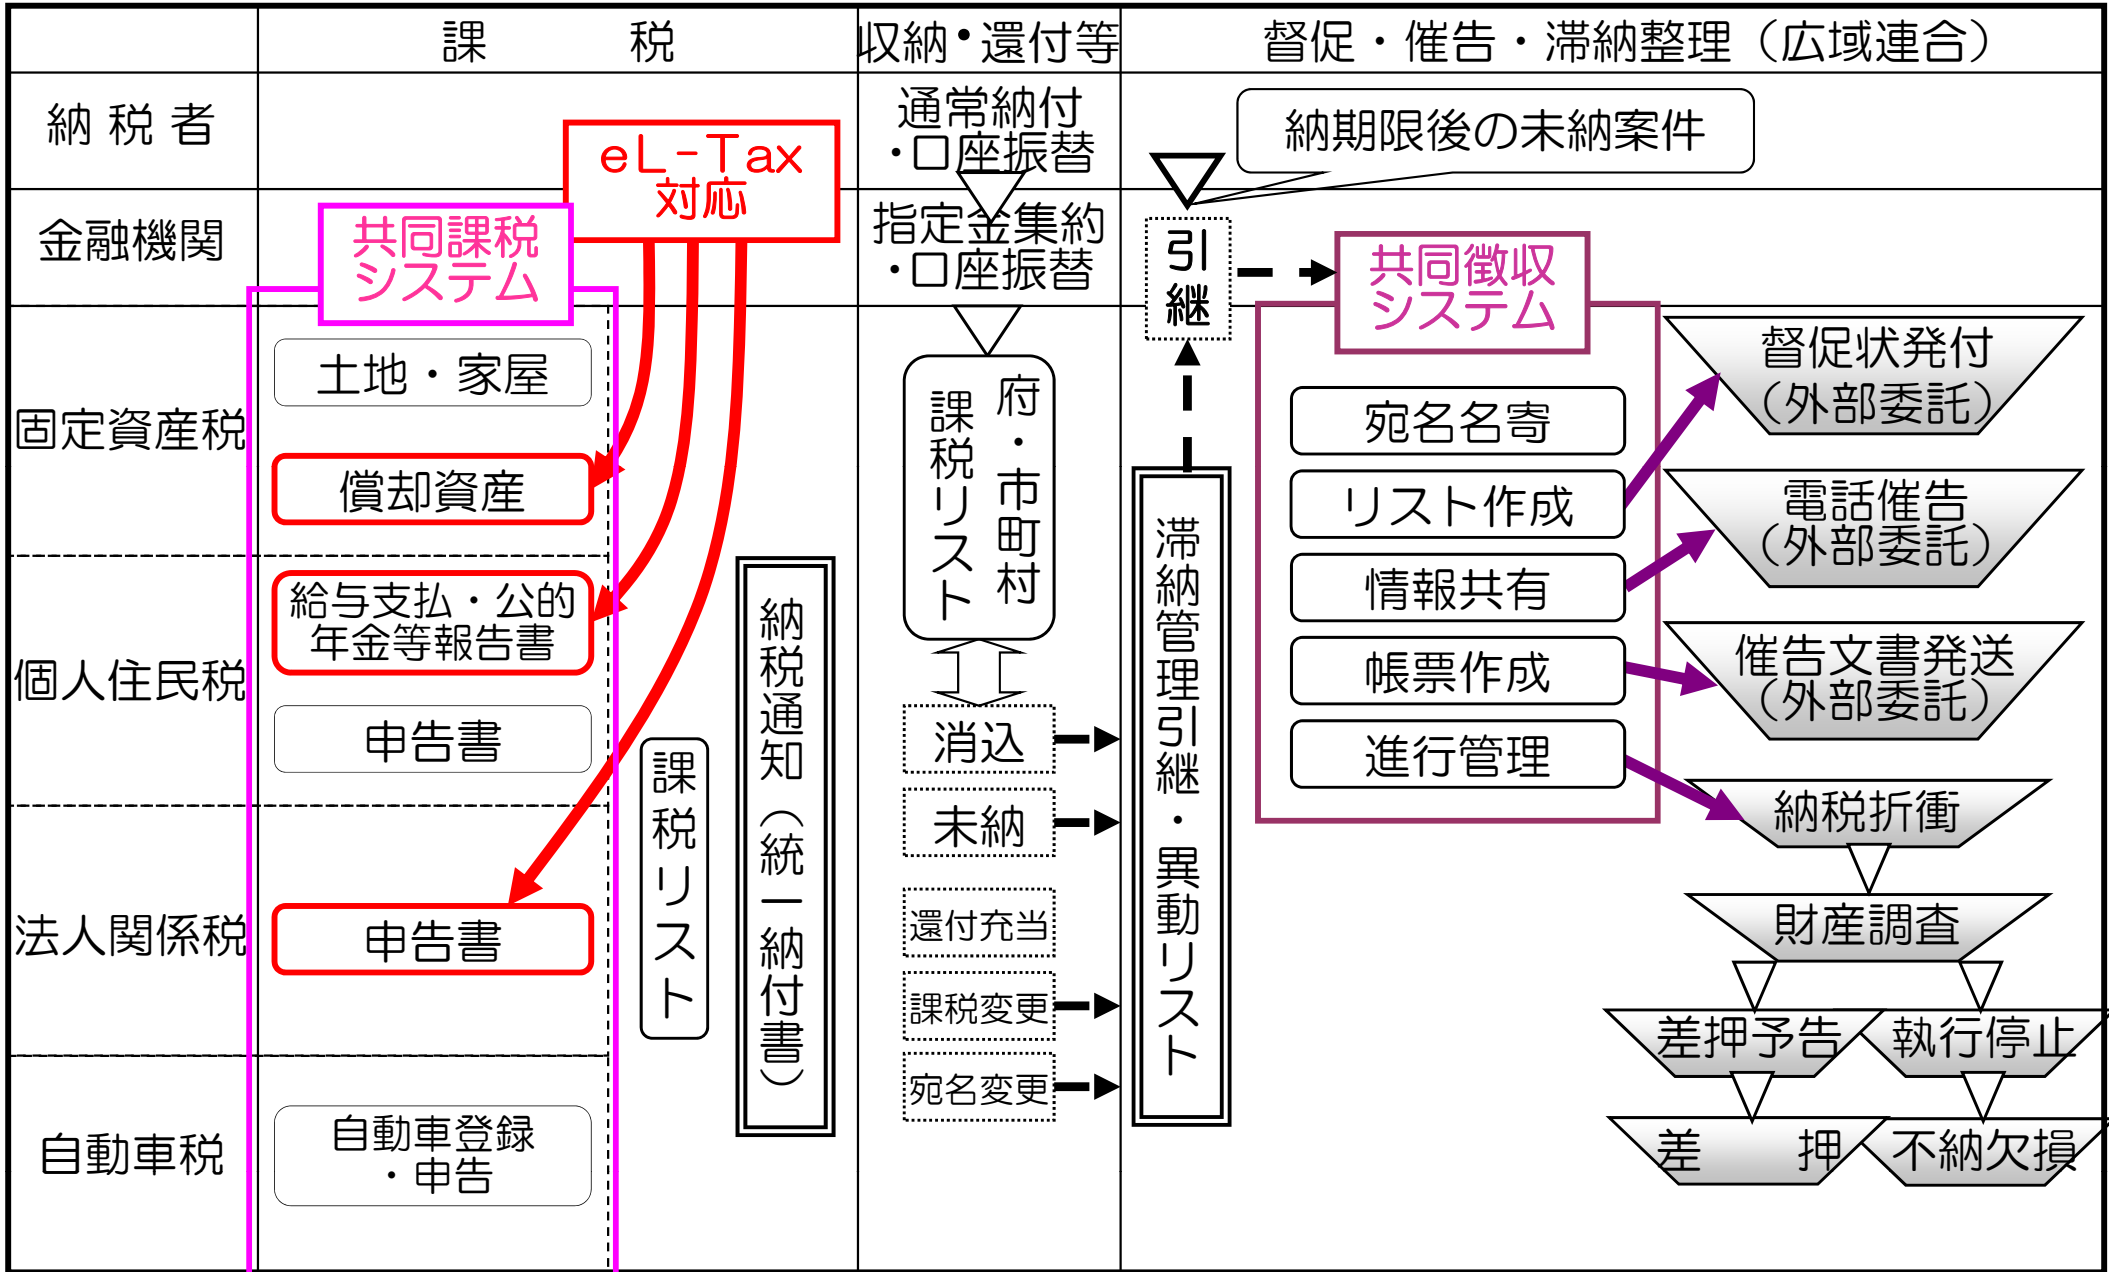 課　税
収納・還付等
督促・催告・滞納整理（広域連合）
納税者
eL-Tax
対応
通常納付
・口座振替
納期限後の未納案件
金融機関
共同課税
システム
指定金集約
・口座振替
引継
共同徴収
システム
固定資産税
土地・家屋
償却資産
個人住民税
給与支払・公的
年金等報告書
申告書
法人関係税
申告書
自動車税
自動車登録
・申告
課税リスト
納税通知（統一納付書）
府・市町村
課税リスト
消込
未納
還付充当
課税変更
宛名変更
滞納管理引継・異動リスト
宛名名寄
リスト作成
情報共有
帳票作成
進行管理
督促状発付
（外部委託）
電話催告
（外部委託）
催告文書発送
（外部委託）
納税折衝
財産調査
差押予告
執行停止
差　押
不納欠損